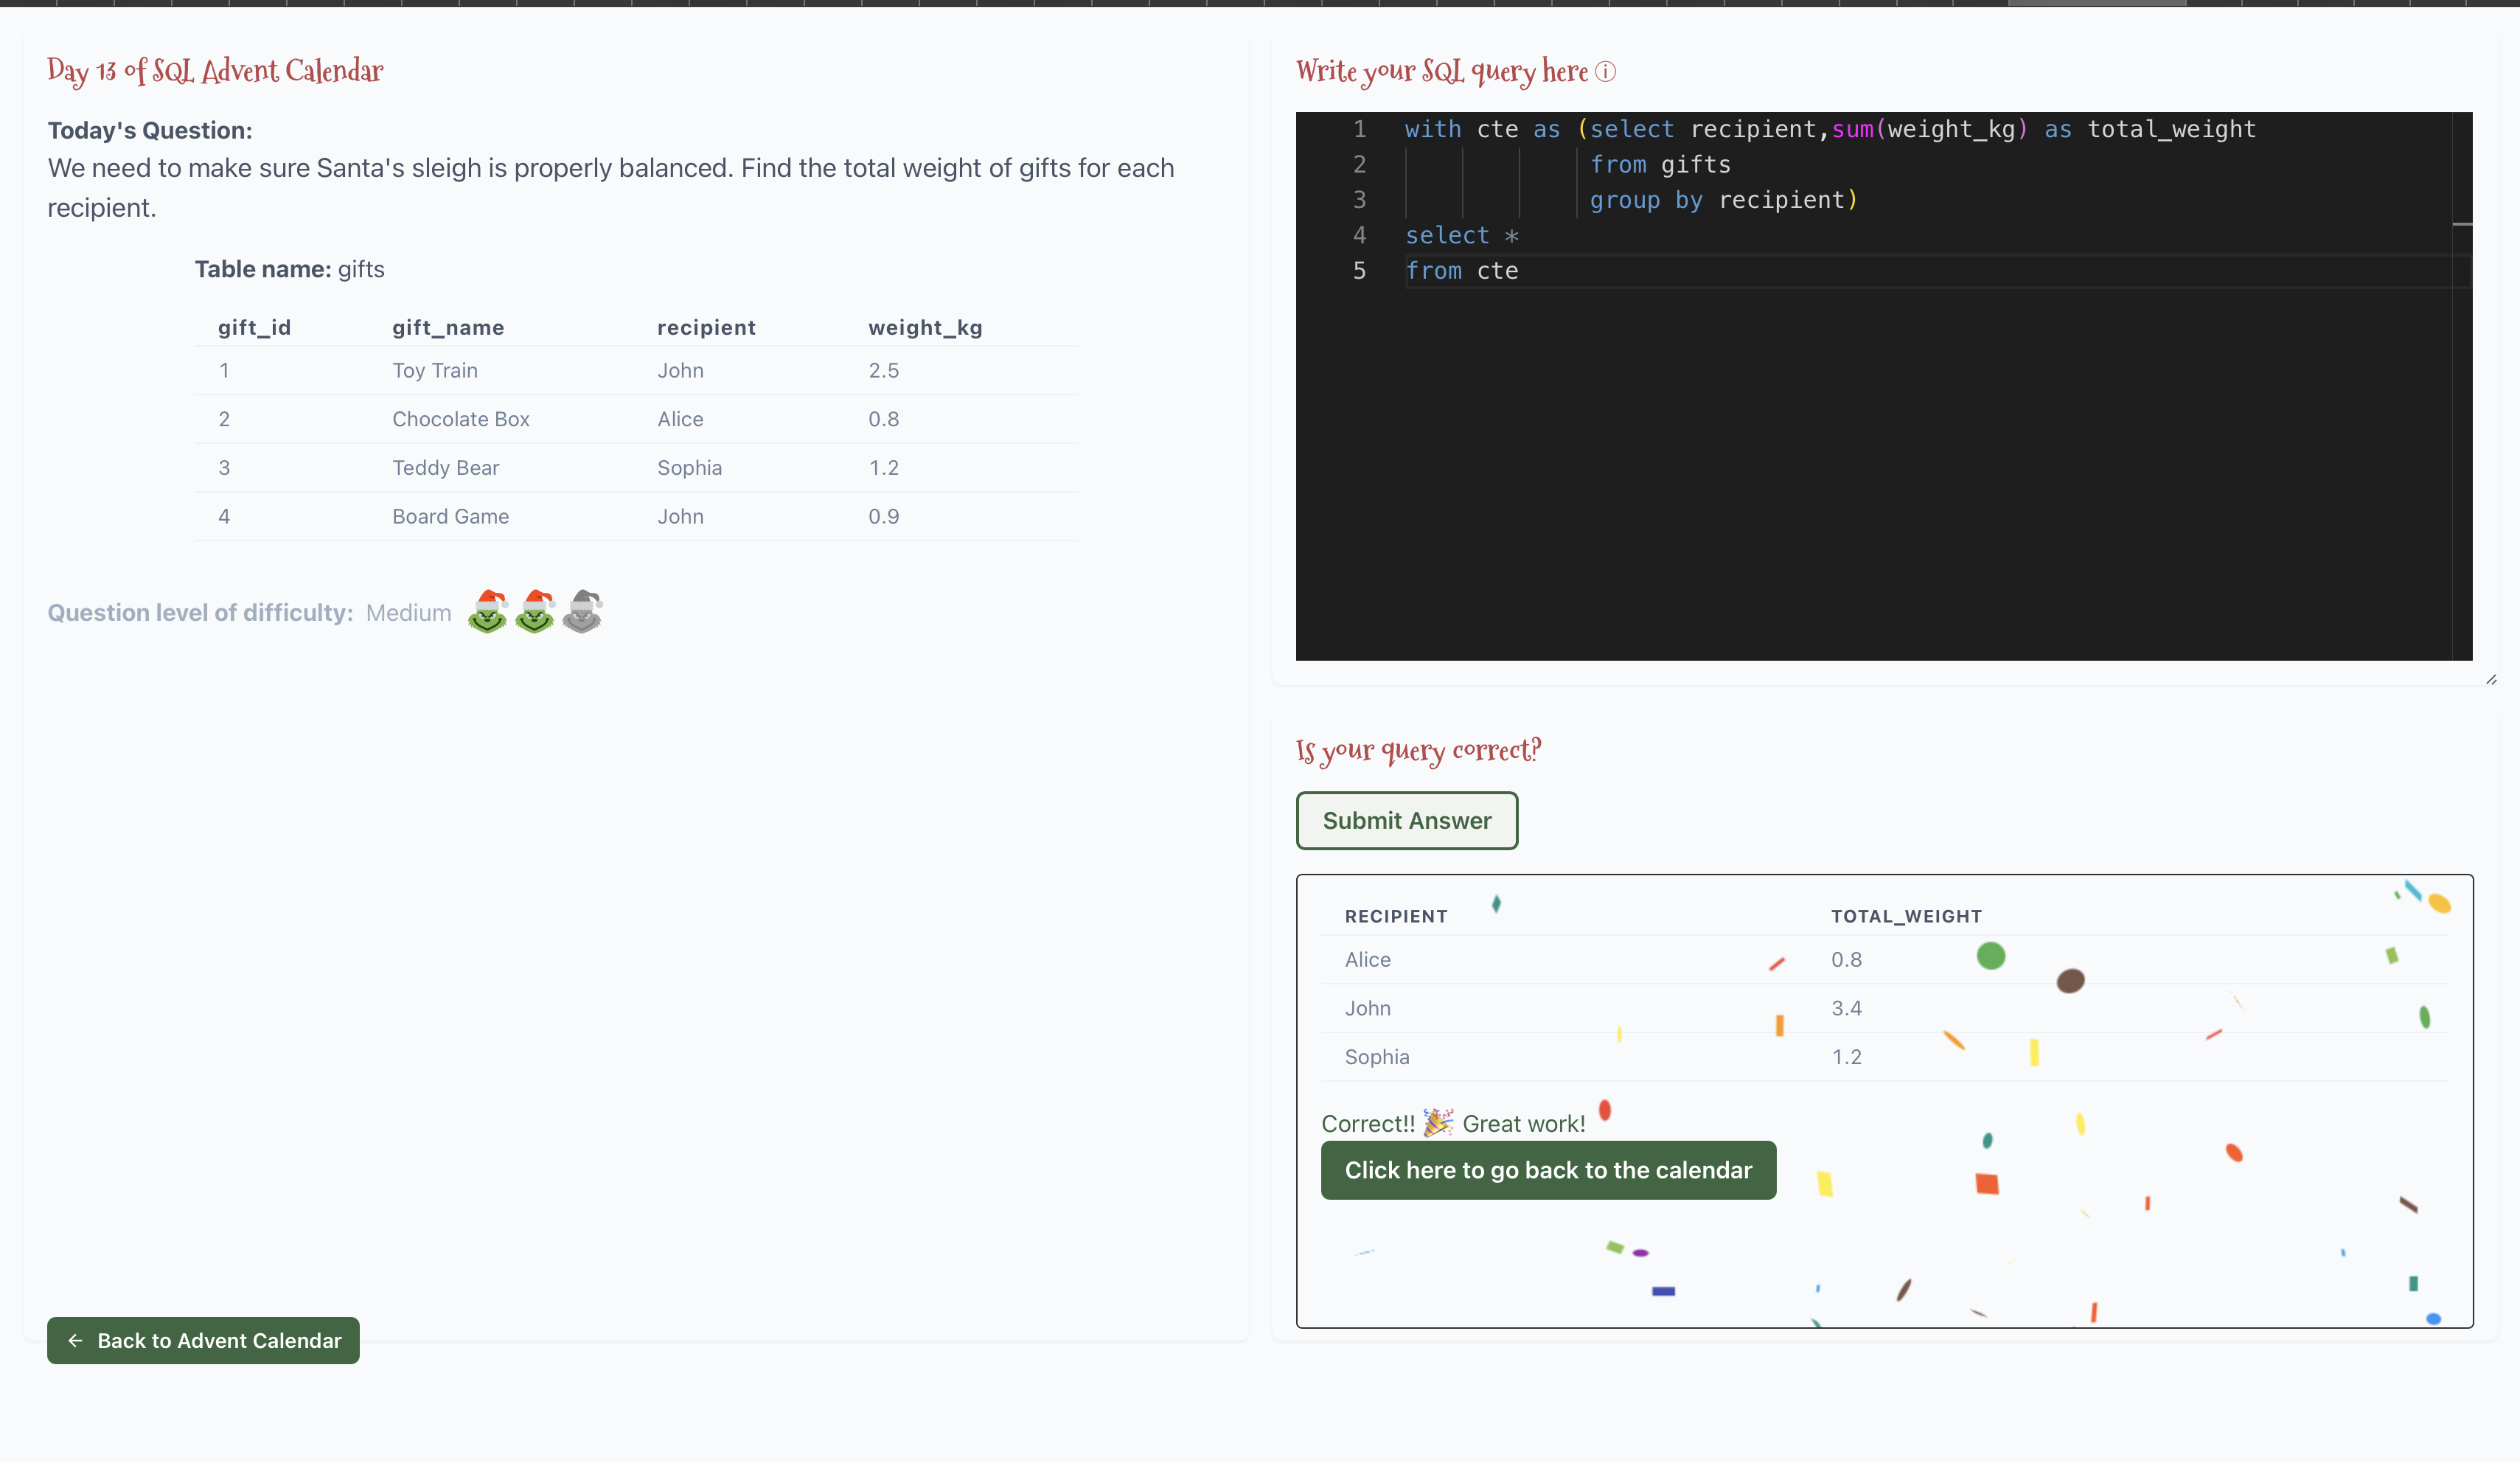 Day 13 of SQL Advent Calendar
Today's Question:
We need to make sure Santa's sleigh is properly balanced. Find the total weight of gifts for each
recipient.
Table name: gifts
gift_id gift_name recipient weight_kg
1 Toy Train John 2.5
2 Chocolate Box Alice 0.8
3 Teddy Bear Sophia 1.2
4 Board Game John 0.9
Question level of difficulty: Medium
← Back to Advent Calendar
Write your SQL query here ⓘ
1 with cte as (select recipient,sum(weight_kg) as total_weight
2 from gifts
3 group by recipient)
4 select *
5 from cte
Is your query correct?
Submit Answer
RECIPIENT TOTAL_WEIGHT
Alice 0.8
John 3.4
Sophia 1.2
Correct!! 🎉 Great work!
Click here to go back to the calendar